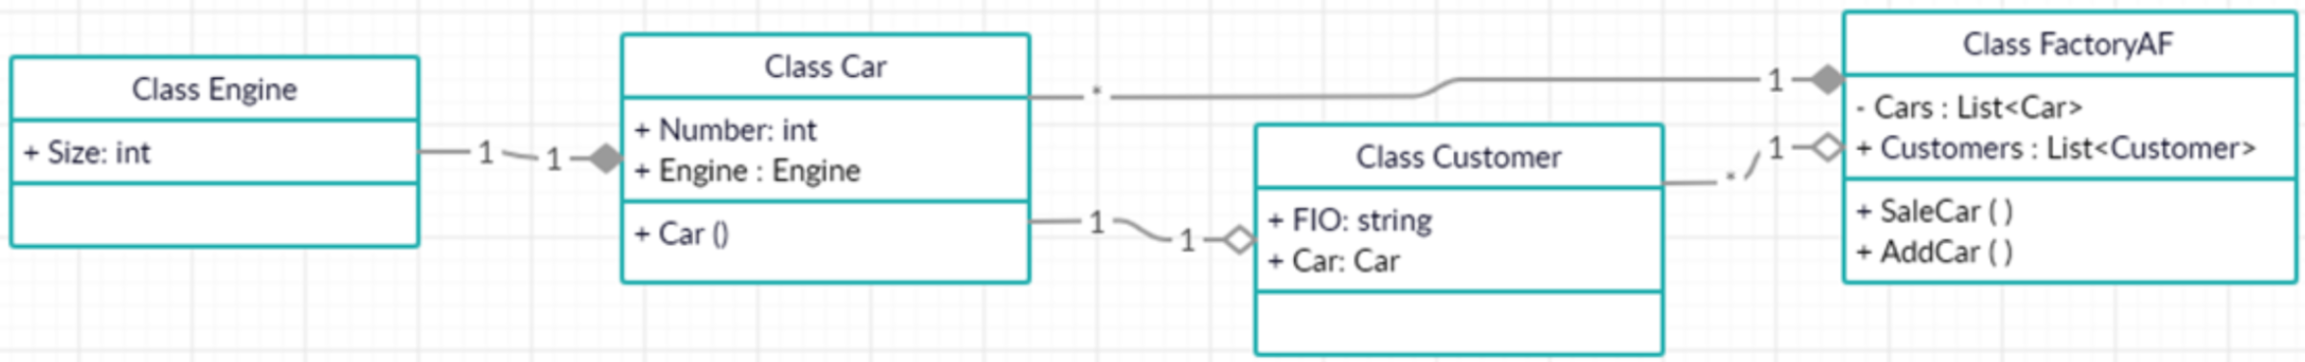 Class Engine
+ Size: int
1
1
Class Car
+ Number: int
+ Engine : Engine
+ Car ()
*
1
1
1
Class Customer
+ FIO: string
+ Car: Car
*
1
Class FactoryAF
- Cars : List<Car>
+ Customers : List<Customer>
+ SaleCar ( )
+ AddCar ( )